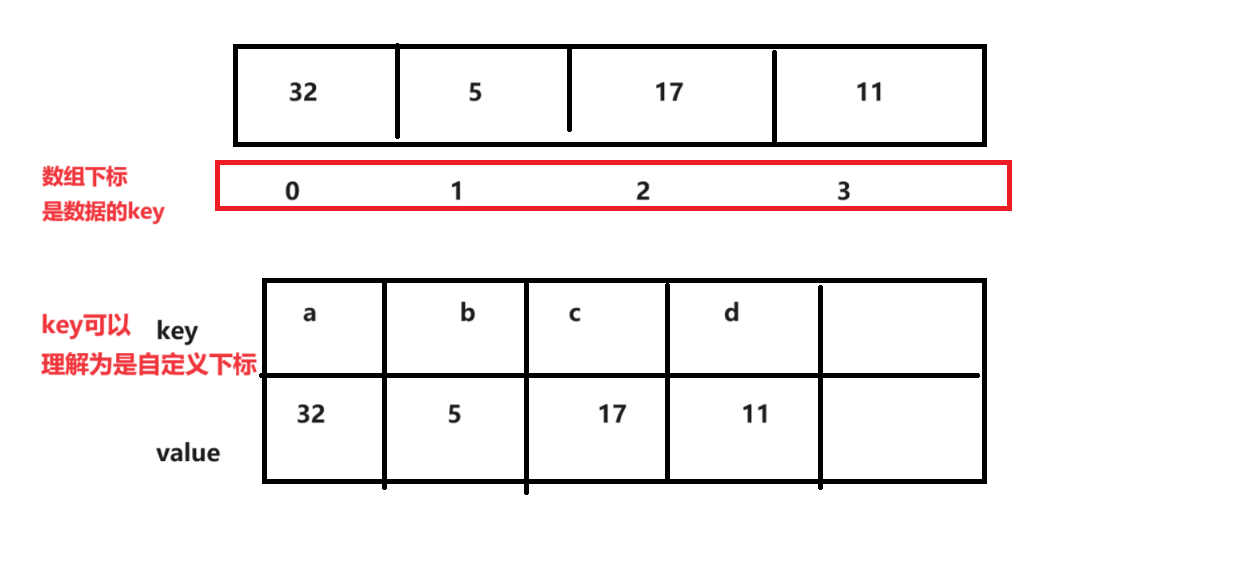 32 5 17 11
数组下标
是数据的key
0 1 2 3
key可以
理解为是自定义下标
key a b c d
value 32 5 17 11